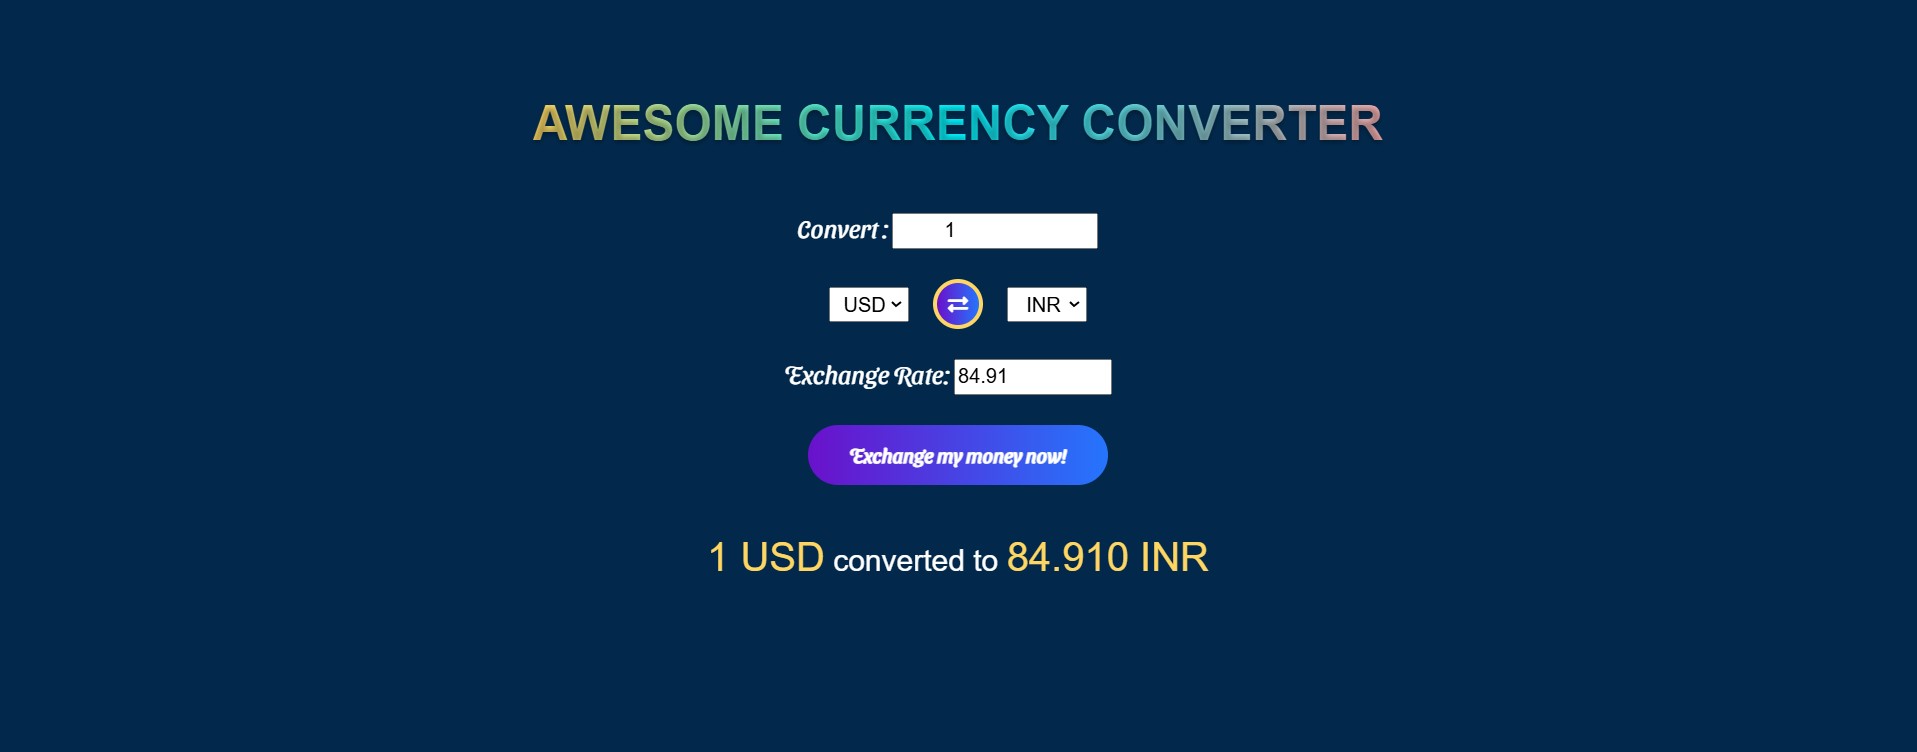 AWESOME CURRENCY CONVERTER
Convert : 1
USD INR
Exchange Rate: 84.91
Exchange my money now!
1 USD converted to 84.910 INR